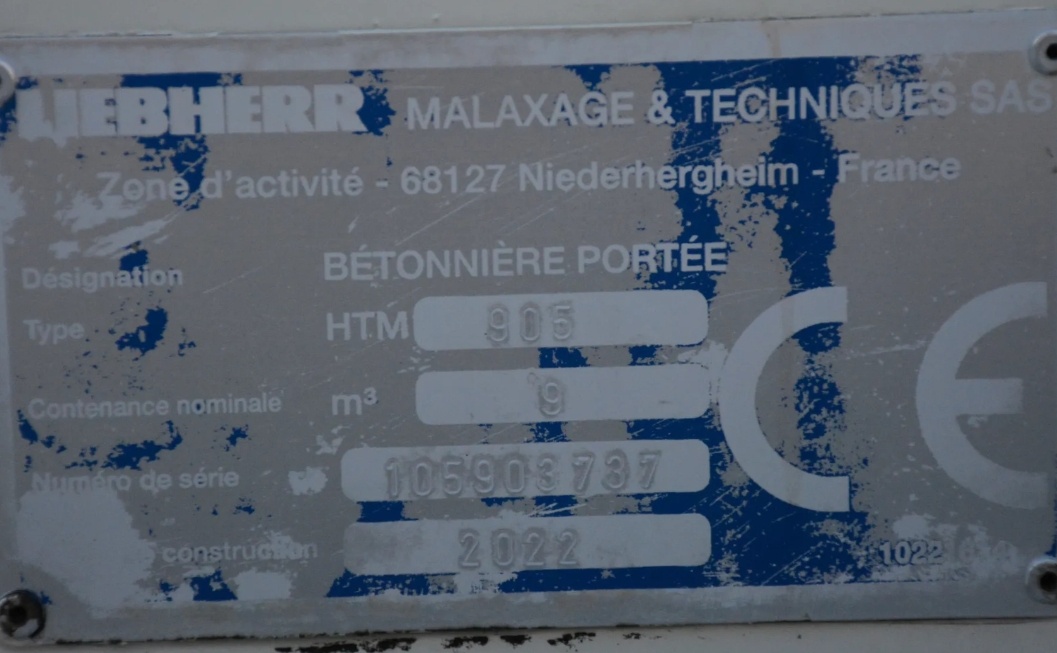 LIEBHERR MALAXAGE & TECHNIQUES SAS
Zone d'activité - 68127 Niederhergheim - France
Désignation BÉTONNIÈRE PORTÉE
Type HTM 905
Contenance nominale m³ 9
Numéro de série 105903737
construction 2022
CE
1022